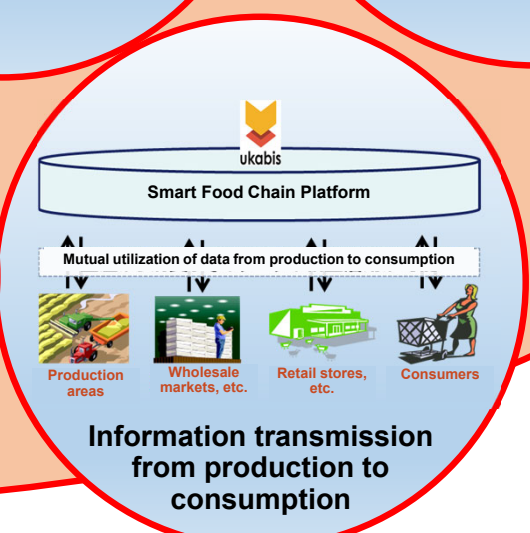 ukabis
Smart Food Chain Platform
Mutual utilization of data from production to consumption
Production
areas
Wholesale
markets, etc.
Retail stores,
etc.
Consumers
Information transmission
from production to
consumption